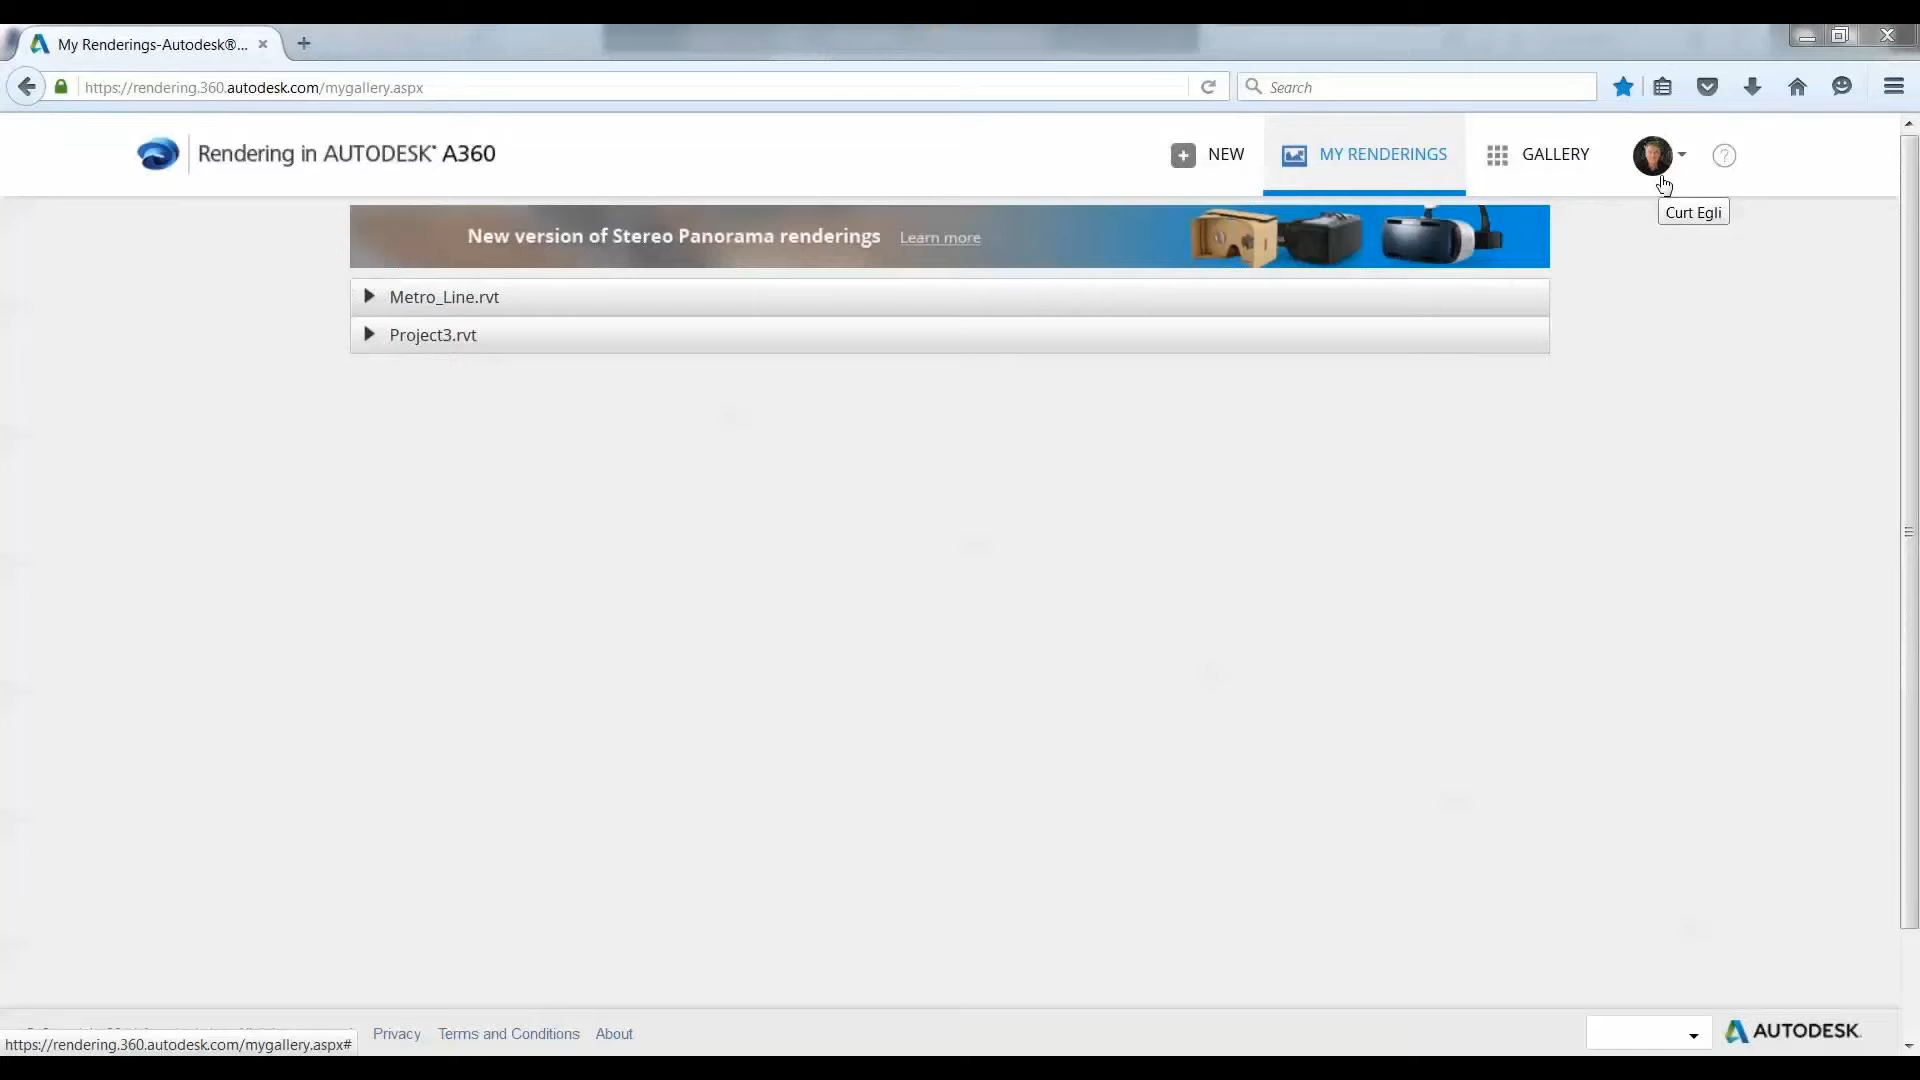 My Renderings-Autodesk®...
https://rendering.360.autodesk.com/mygallery.aspx
Search
Rendering in AUTODESK® A360
NEW
MY RENDERINGS
GALLERY
?
Curt Egli
New version of Stereo Panorama renderings Learn more
Metro_Line.rvt
Project3.rvt
Privacy Terms and Conditions About
AUTODESK.
https://rendering.360.autodesk.com/mygallery.aspx#